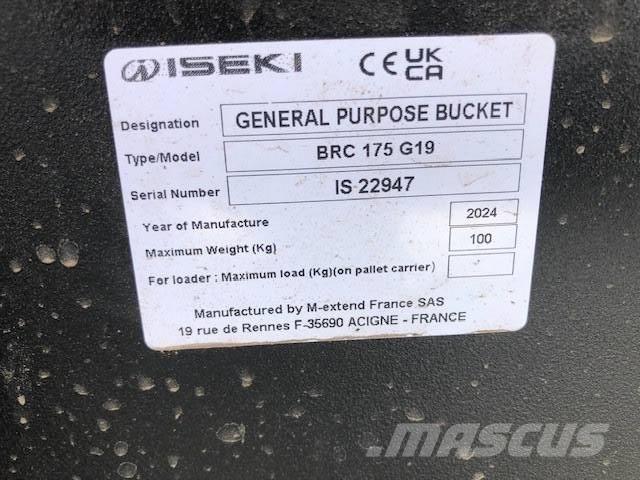 ISEKI CE UK CA
Designation GENERAL PURPOSE BUCKET
Type/Model BRC 175 G19
Serial Number IS 22947
Year of Manufacture 2024
Maximum Weight (Kg) 100
For loader : Maximum load (Kg)(on pallet carrier)
Manufactured by M-extend France SAS
19 rue de Rennes F-35690 ACIGNE - FRANCE
MASCUS